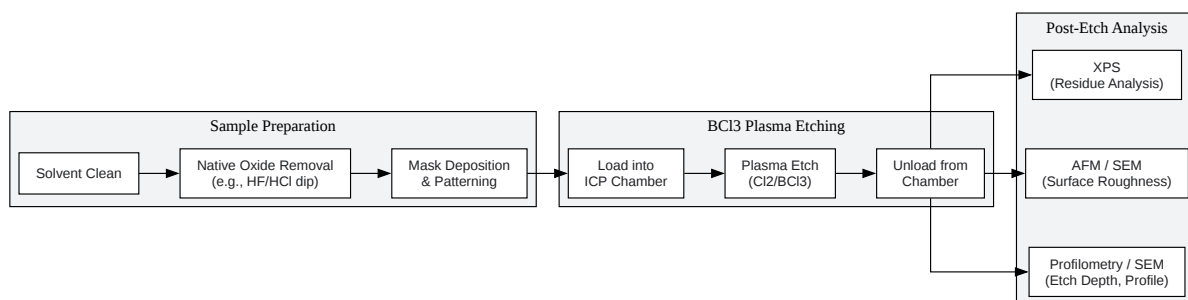 Sample Preparation
Solvent Clean
Native Oxide Removal
(e.g., HF/HCl dip)
Mask Deposition
& Patterning
BCl3 Plasma Etching
Load into
ICP Chamber
Plasma Etch
(Cl2/BCl3)
Unload from
Chamber
Post-Etch Analysis
XPS
(Residue Analysis)
AFM / SEM
(Surface Roughness)
Profilometry / SEM
(Etch Depth, Profile)